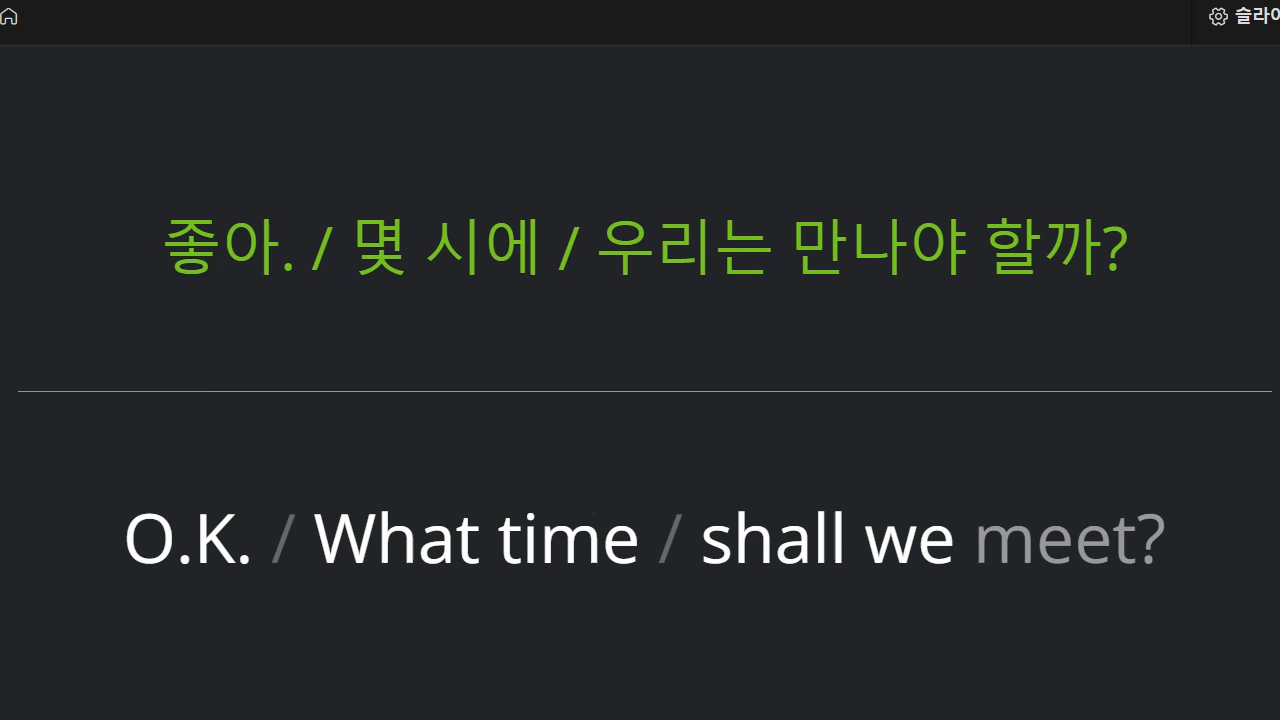 슬라이
좋아. / 몇 시에 / 우리는 만나야 할까?
O.K. / What time / shall we meet?